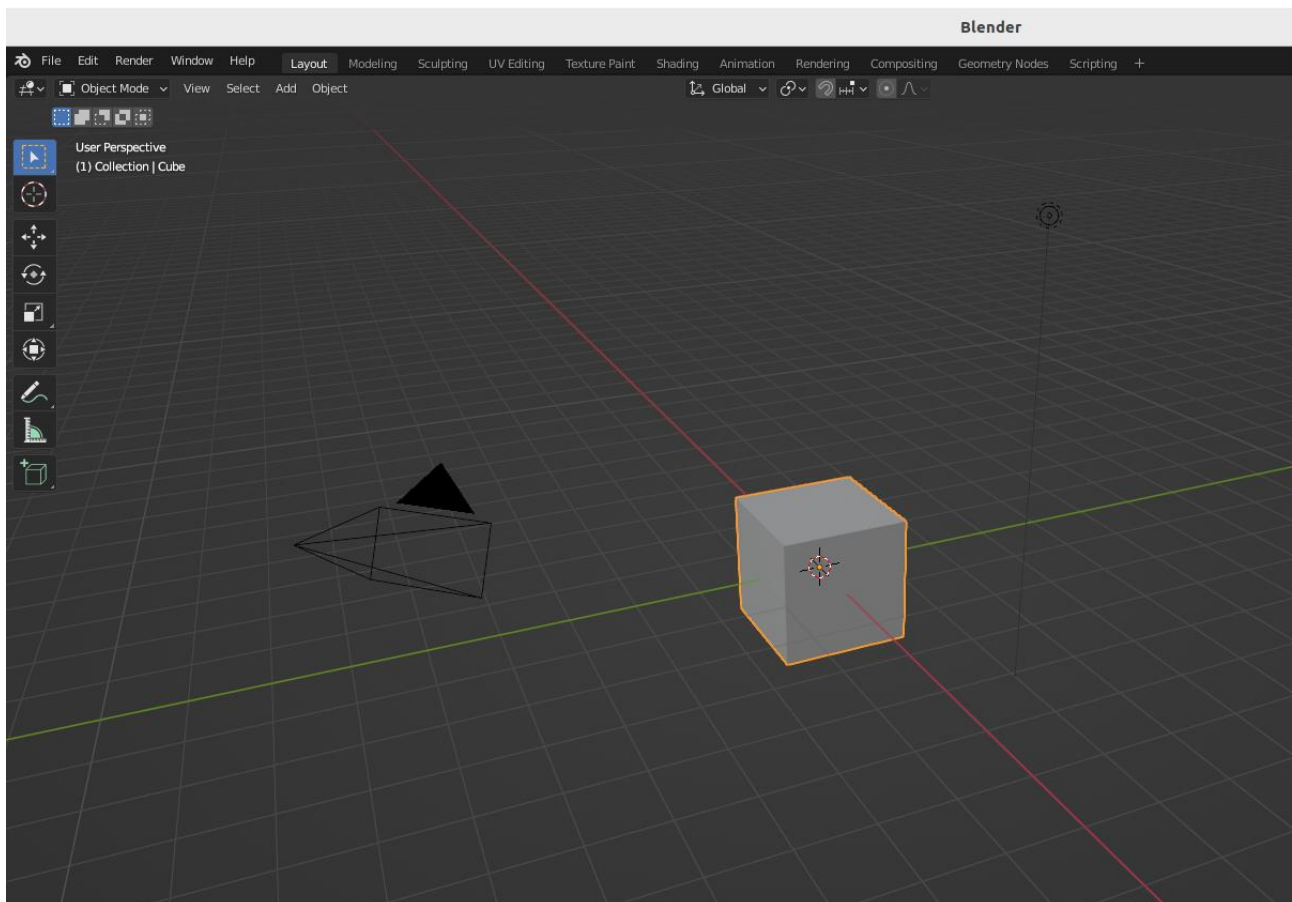 Blender
File Edit Render Window Help Layout Modeling Sculpting UV Editing Texture Paint Shading Animation Rendering Compositing Geometry Nodes Scripting +
Object Mode View Select Add Object Global
User Perspective
(1) Collection | Cube